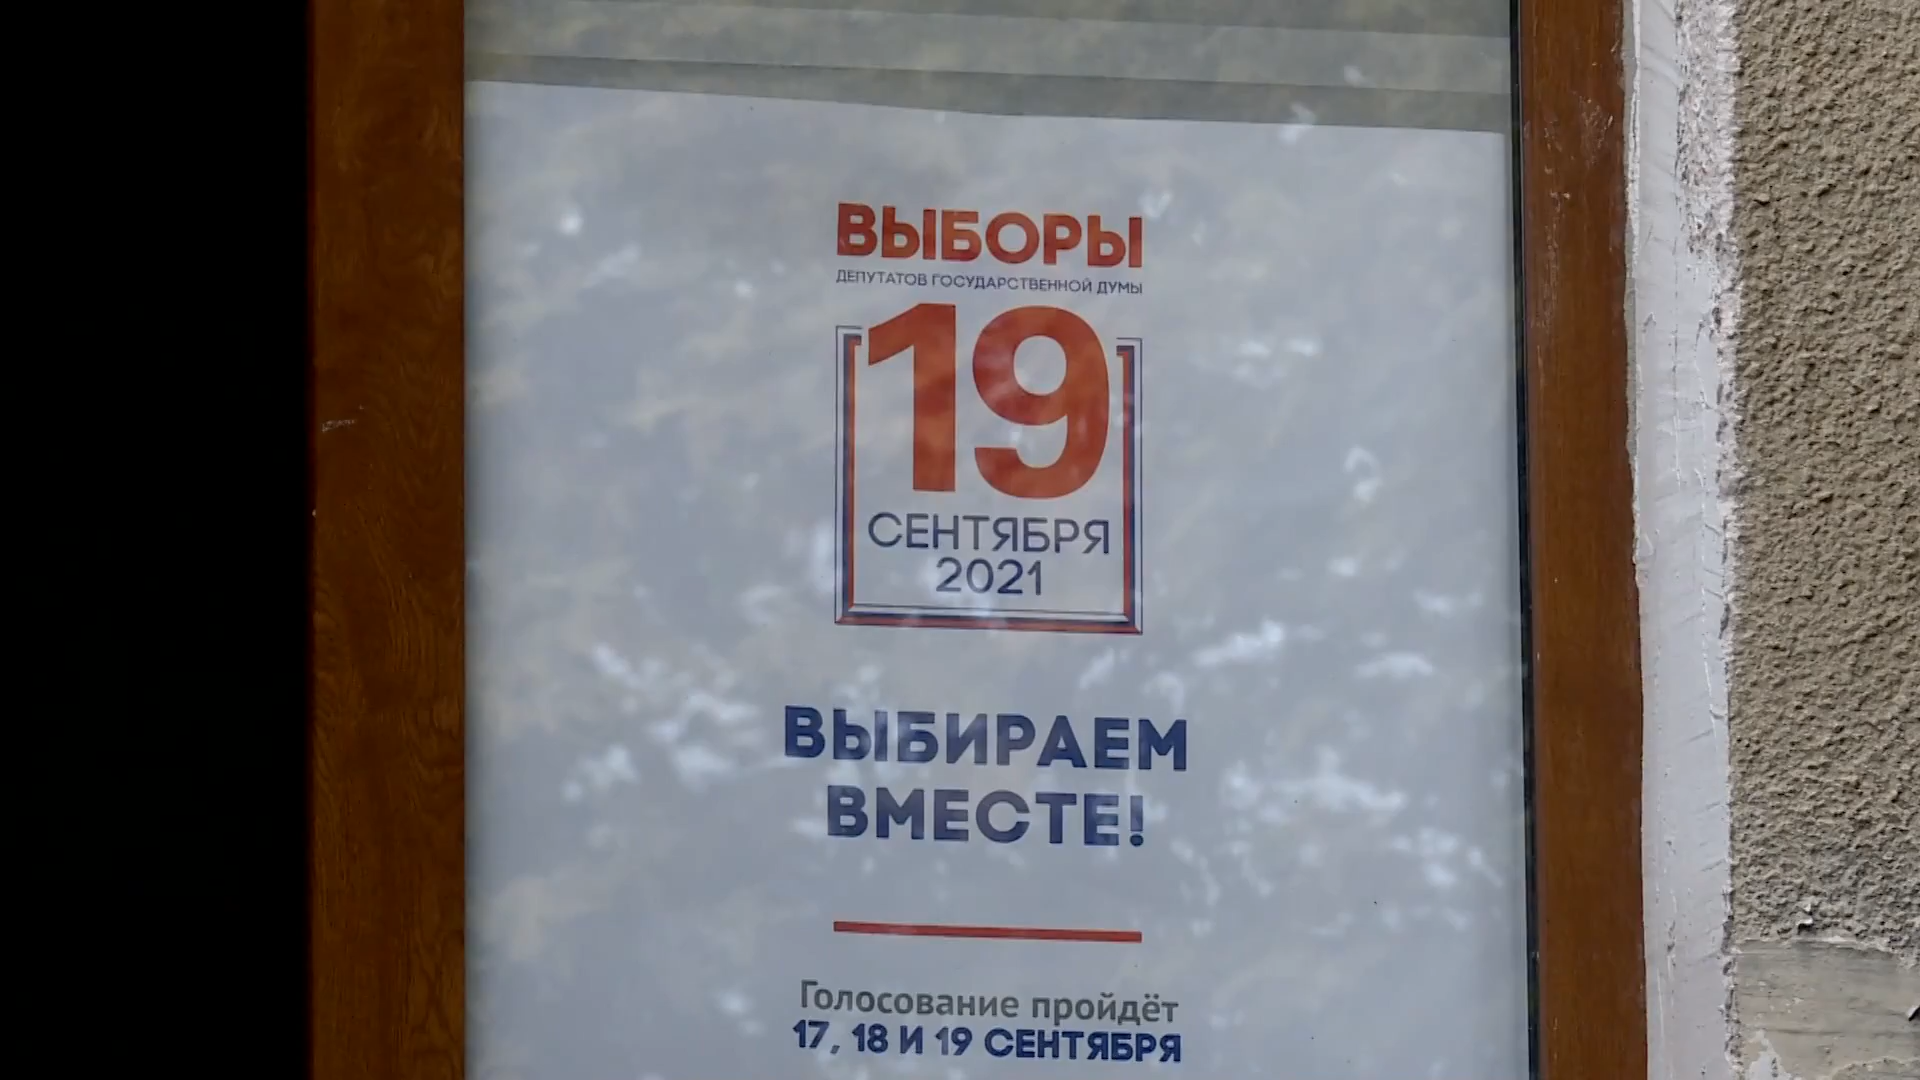 ВЫБОРЫ
ДЕПУТАТОВ ГОСУДАРСТВЕННОЙ ДУМЫ
19
СЕНТЯБРЯ
2021
ВЫБИРАЕМ
ВМЕСТЕ!
Голосование пройдёт
17, 18 И 19 СЕНТЯБРЯ